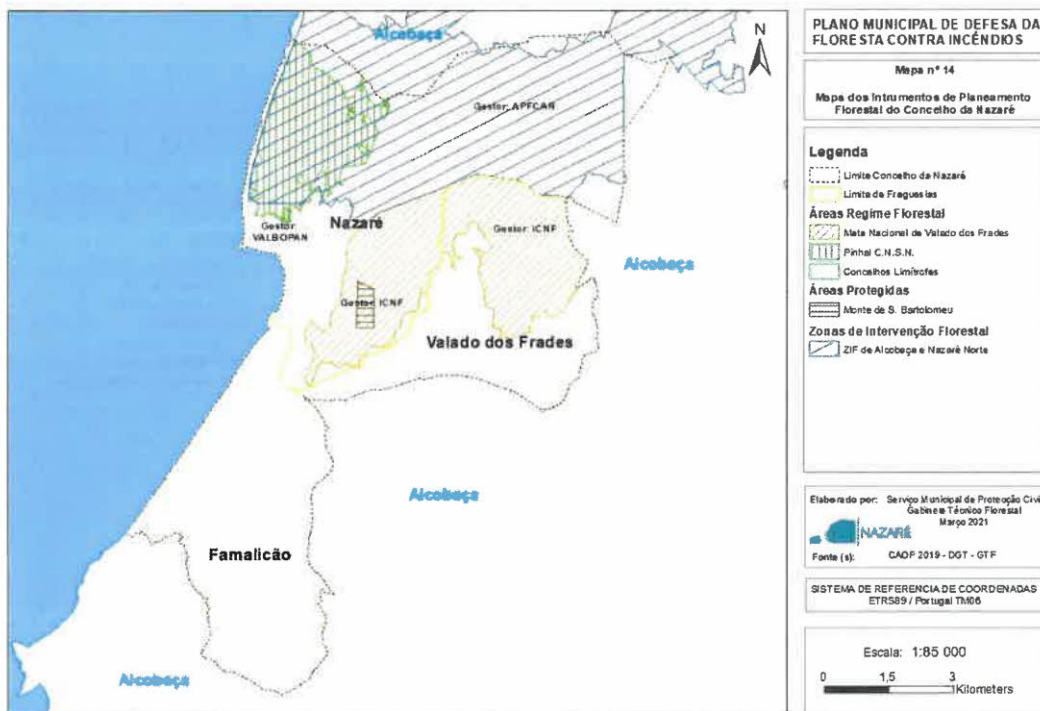 Alcobaça
N
Gestor: APFCAN
Gestor: VALBOPAN
Nazaré
Gestor: ICNF
Alcobaça
Gestor: ICNF
Valado dos Frades
Alcobaça
Famalicão
Alcobaça
PLANO MUNICIPAL DE DEFESA DA
FLORESTA CONTRA INCÊNDIOS
Mapa nº 14
Mapa dos Intrumentos de Planeamento
Florestal do Concelho da Nazaré
Legenda
Limite Concelho da Nazaré
Limite de Freguesias
Áreas Regime Florestal
Mata Nacional de Valado dos Frades
Pinhal C.N.S.N.
Concelhos Limítrofes
Áreas Protegidas
Monte de S. Bartolomeu
Zonas de Intervenção Florestal
ZIF de Alcobaça e Nazaré Norte
Elaborado por: Serviço Municipal de Protecção Civi
Gabinete Técnico Florestal
Março 2021
NAZARÉ
Fonte (s): CAOP 2019 - DGT - GTF
SISTEMA DE REFERENCIA DE COORDENADAS
ETRS89 / Portugal TM06
Escala: 1:85 000
0 1,5 3
Kilometers